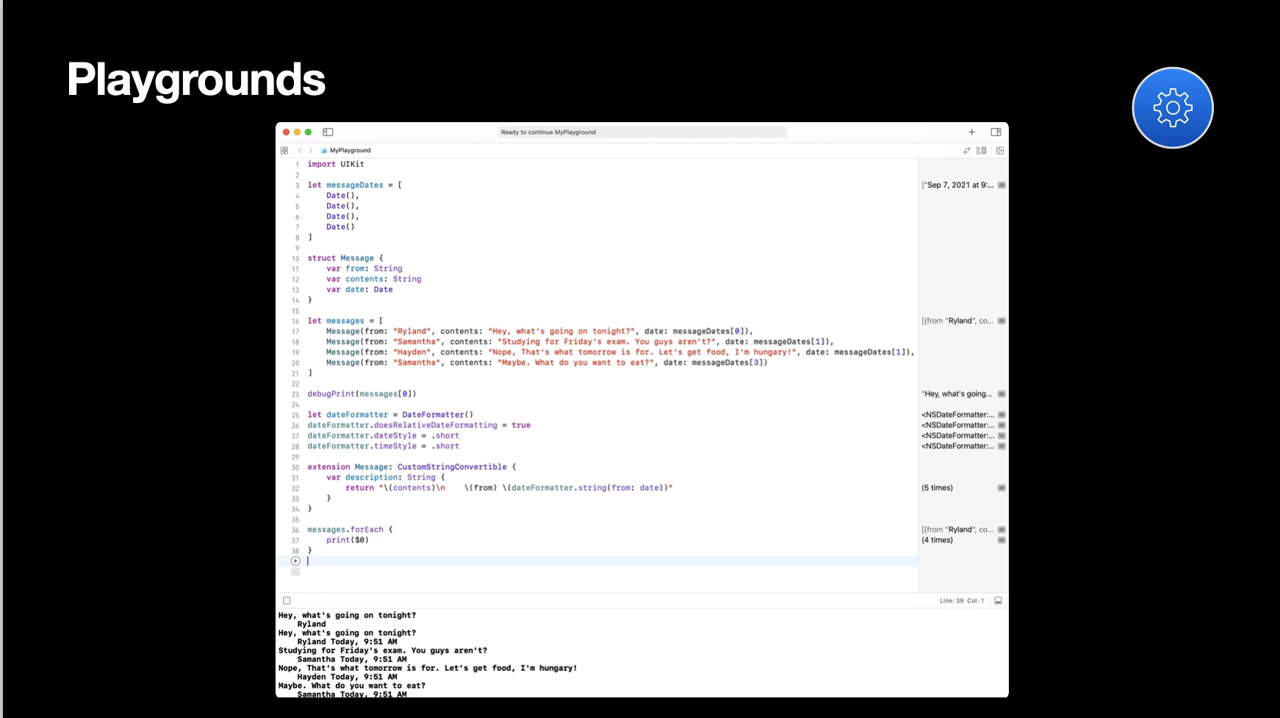 Playgrounds
Ready to continue MyPlayground
MyPlayground
1 import UIKit
2
3 let messageDates = [
["Sep 7, 2021 at 9:...
4 Date(),
5 Date(),
6 Date(),
7 Date()
8 ]
9
10 struct Message {
11 var from: String
12 var contents: String
13 var date: Date
14 }
15
16 let messages = [
[{from "Ryland", co...
17 Message(from: "Ryland", contents: "Hey, what's going on tonight?", date: messageDates[0]),
18 Message(from: "Samantha", contents: "Studying for Friday's exam. You guys aren't?", date: messageDates[1]),
19 Message(from: "Hayden", contents: "Nope, That's what tomorrow is for. Let's get food, I'm hungry!", date: messageDates[1]),
20 Message(from: "Samantha", contents: "Maybe. What do you want to eat?", date: messageDates[3])
21 ]
22
23 debugPrint(messages[0])
"Hey, what's going...
24
25 let dateFormatter = DateFormatter()
<NSDateFormatter:...
26 dateFormatter.doesRelativeDateFormatting = true
<NSDateFormatter:...
27 dateFormatter.dateStyle = .short
<NSDateFormatter:...
28 dateFormatter.timeStyle = .short
<NSDateFormatter:...
29
30 extension Message: CustomStringConvertible {
31 var description: String {
32 return "\(contents)\n    \(from) \(dateFormatter.string(from: date))"
(5 times)
33 }
34 }
35
36 messages.forEach {
[{from "Ryland", co...
37 print($0)
(4 times)
38 }
Line: 39 Col: 1
Hey, what's going on tonight?
Ryland
Hey, what's going on tonight?
Ryland Today, 9:51 AM
Studying for Friday's exam. You guys aren't?
Samantha Today, 9:51 AM
Nope, That's what tomorrow is for. Let's get food, I'm hungry!
Hayden Today, 9:51 AM
Maybe. What do you want to eat?
Samantha Today, 9:51 AM